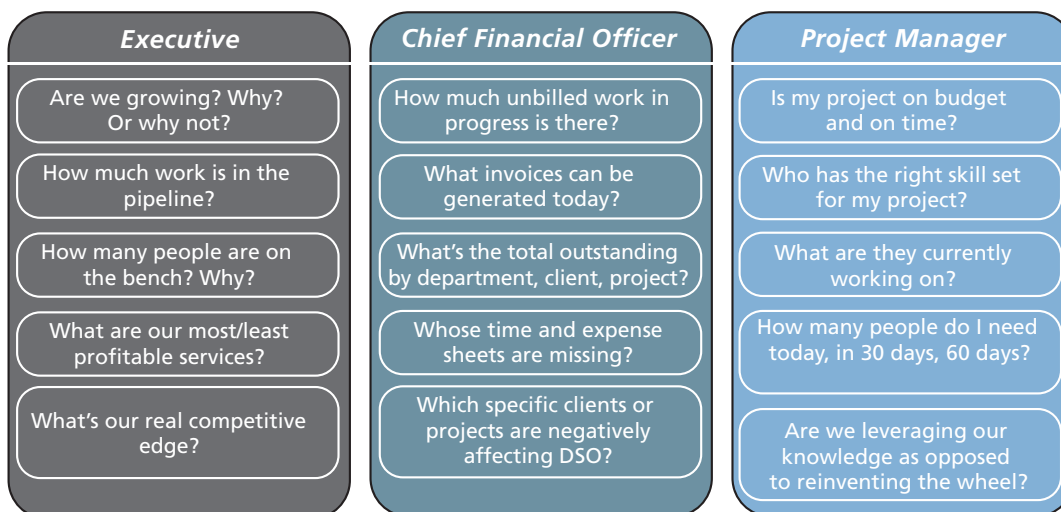 Executive
Are we growing? Why?
Or why not?
How much work is in the
pipeline?
How many people are on
the bench? Why?
What are our most/least
profitable services?
What's our real competitive
edge?
Chief Financial Officer
How much unbilled work in
progress is there?
What invoices can be
generated today?
What's the total outstanding
by department, client, project?
Whose time and expense
sheets are missing?
Which specific clients or
projects are negatively
affecting DSO?
Project Manager
Is my project on budget
and on time?
Who has the right skill set
for my project?
What are they currently
working on?
How many people do I need
today, in 30 days, 60 days?
Are we leveraging our
knowledge as opposed
to reinventing the wheel?